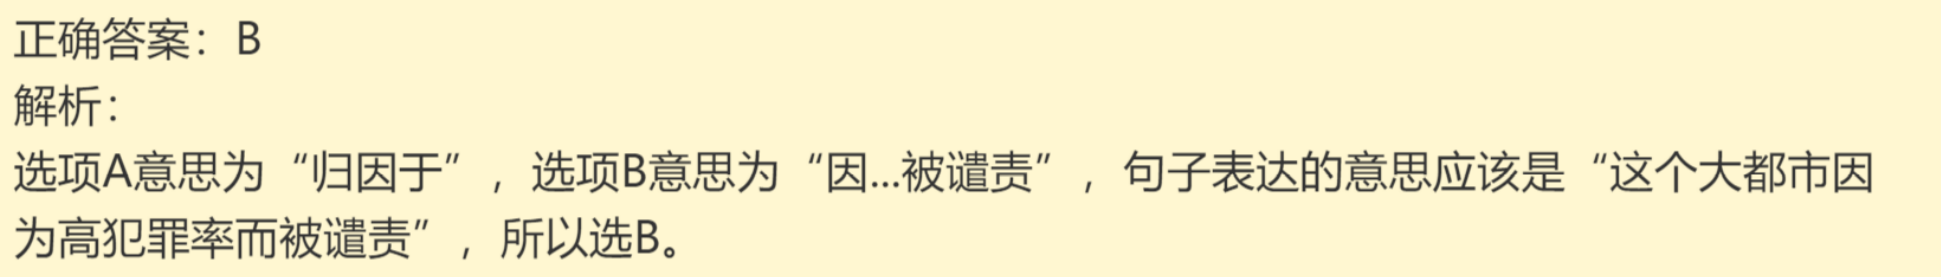 正确答案：B
解析：
选项A意思为“归因于”，选项B意思为“因...被谴责”，句子表达的意思应该是“这个大都市因
为高犯罪率而被谴责”，所以选B。